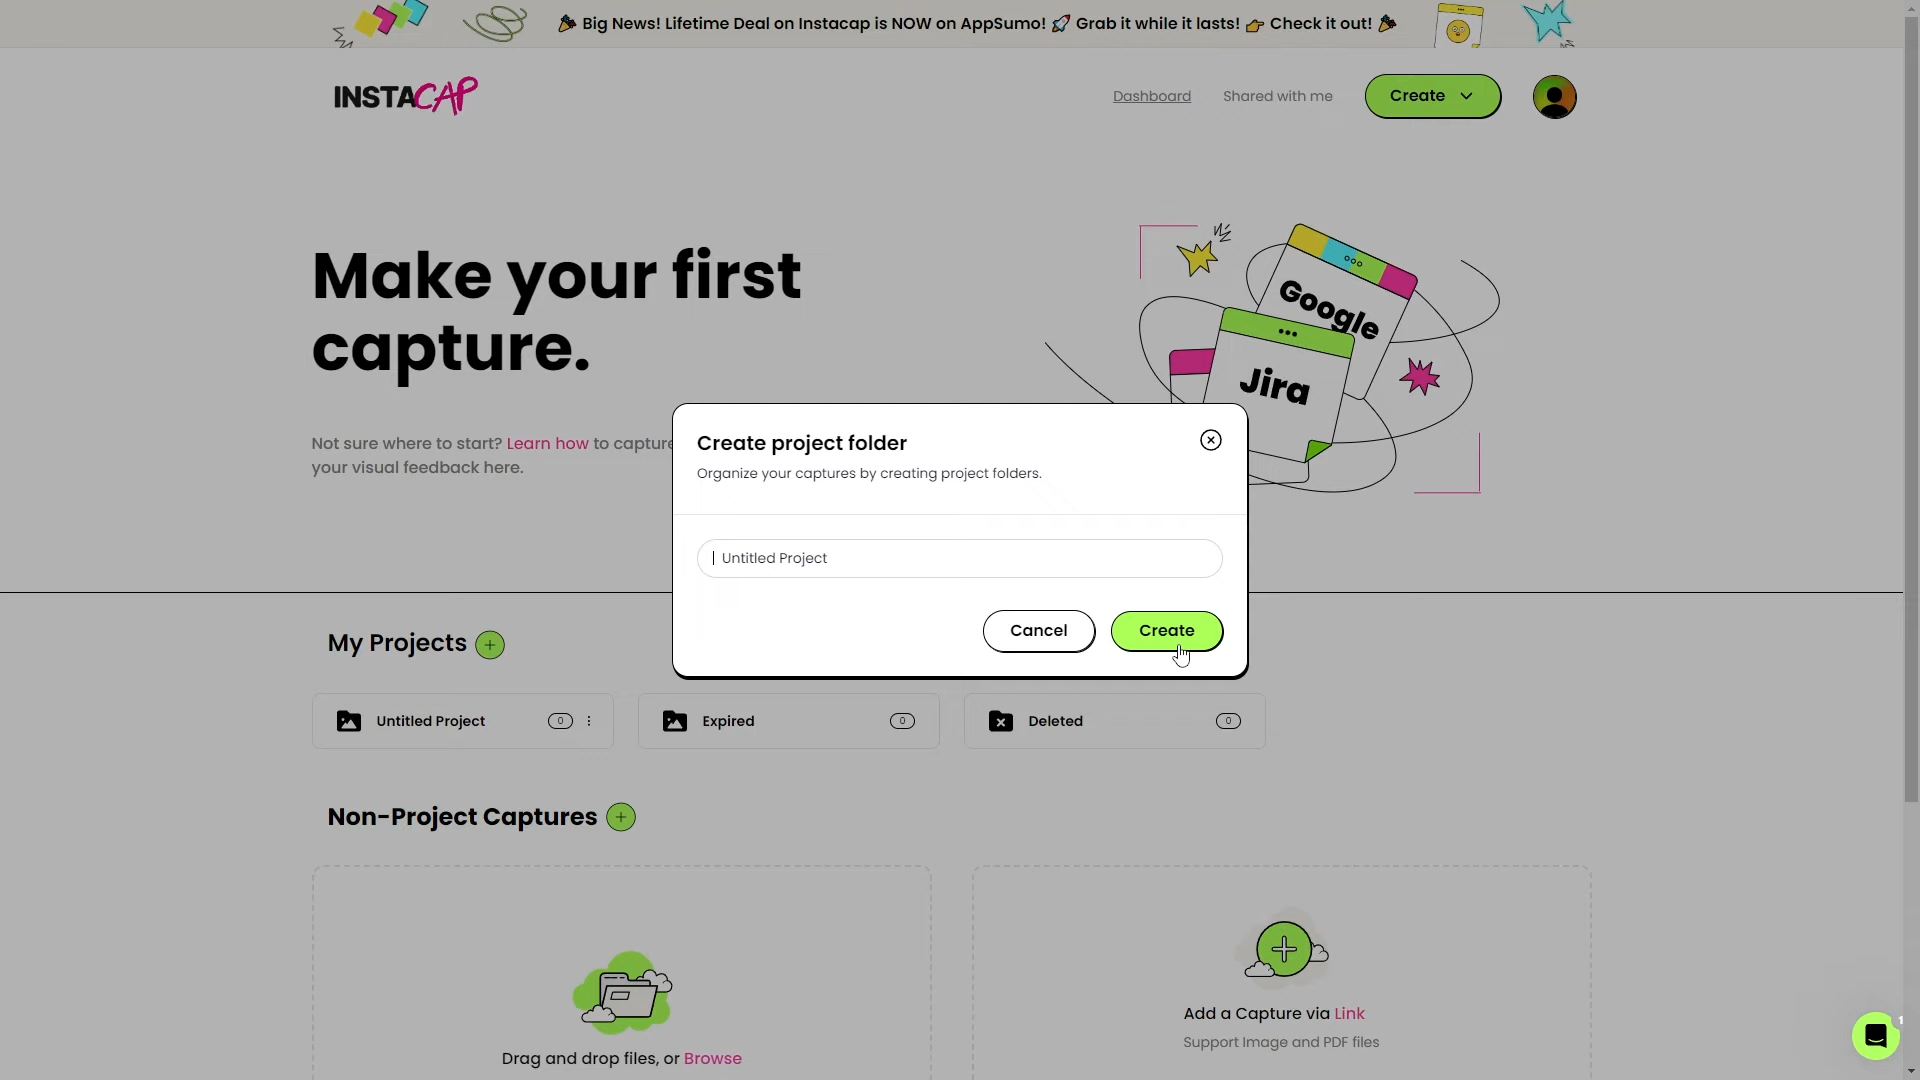 🎉 Big News! Lifetime Deal on Instacap is NOW on AppSumo! 🚀 Grab it while it lasts! 👉 Check it out! 🎉
INSTACAP
Dashboard
Shared with me
Create
Make your first
capture.
Google
Jira
Not sure where to start? Learn how to capture
your visual feedback here.
Create project folder
Organize your captures by creating project folders.
Untitled Project
Cancel
Create
My Projects
Untitled Project 0
Expired 0
Deleted 0
Non-Project Captures
Drag and drop files, or Browse
Add a Capture via Link
Support Image and PDF files
1